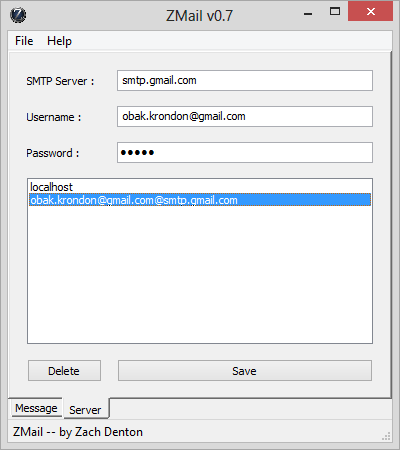 ZMail v0.7
File Help
SMTP Server : smtp.gmail.com
Username : obak.krondon@gmail.com
Password : •••••
localhost
obak.krondon@gmail.com@smtp.gmail.com
Delete Save
Message Server
ZMail -- by Zach Denton